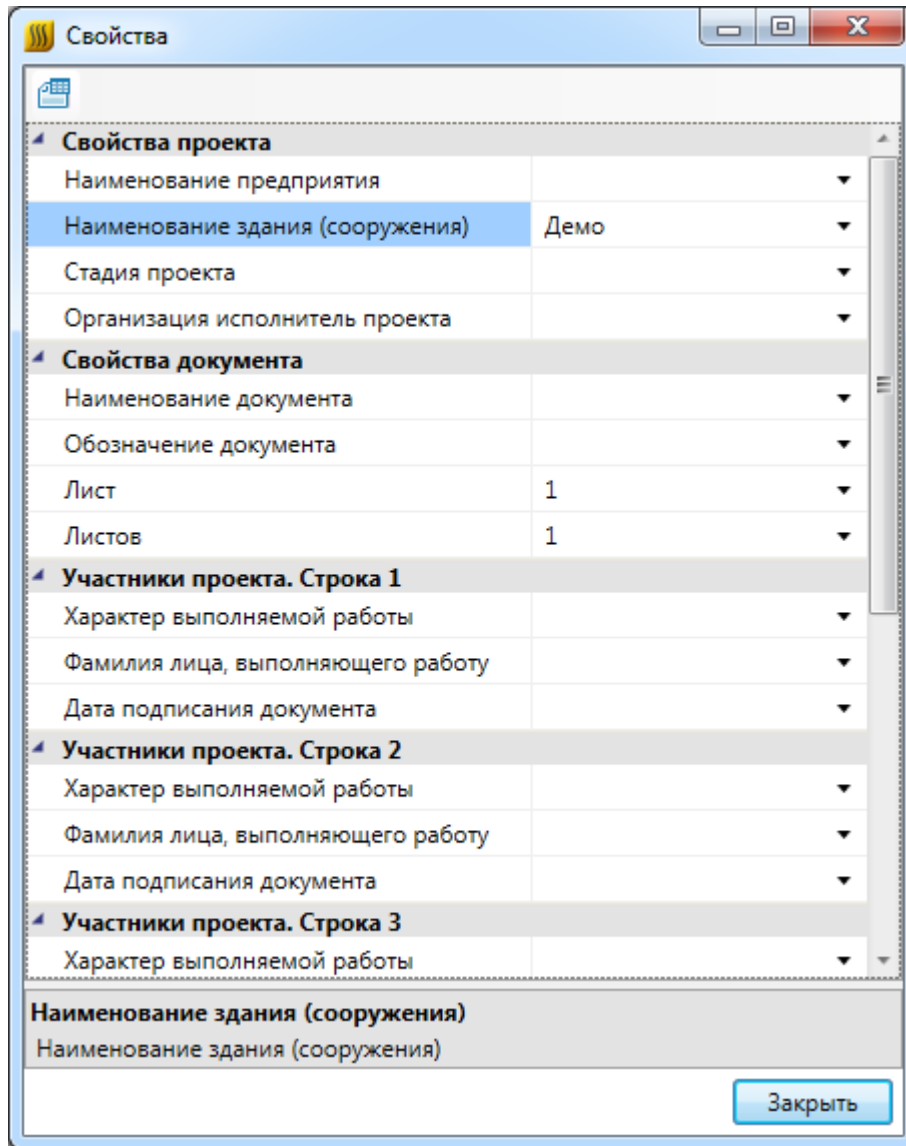 Свойства
Свойства проекта
Наименование предприятия
Наименование здания (сооружения) Демо
Стадия проекта
Организация исполнитель проекта
Свойства документа
Наименование документа
Обозначение документа
Лист 1
Листов 1
Участники проекта. Строка 1
Характер выполняемой работы
Фамилия лица, выполняющего работу
Дата подписания документа
Участники проекта. Строка 2
Характер выполняемой работы
Фамилия лица, выполняющего работу
Дата подписания документа
Участники проекта. Строка 3
Характер выполняемой работы
Наименование здания (сооружения)
Наименование здания (сооружения)
Закрыть